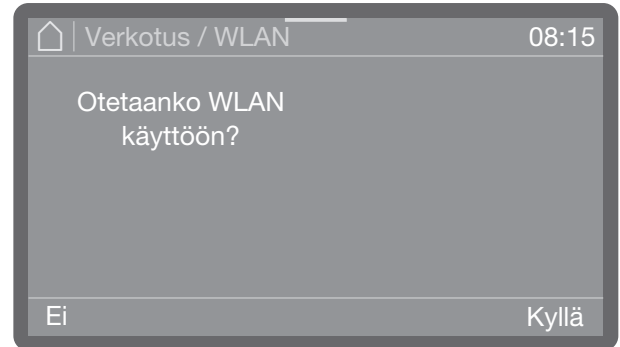 Verkotus / WLAN 08:15
Otetaanko WLAN
käyttöön?
Ei Kyllä